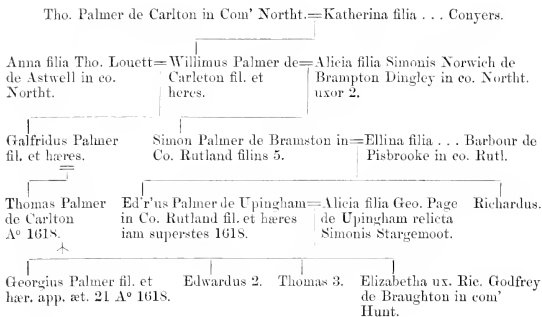 Tho. Palmer de Carlton in Com' Northt.=Katherina filia . . . Conyers.
Anna filia Tho. Louett=Willimus Palmer de=Alicia filia Simonis Norwich de
de Astwell in co. Carleton fil. et Brampton Dingley in co. Northt.
Northt. heres. uxor 2.
Galfridus Palmer Simon Palmer de Bramston in=Ellina filia . . . Barbour de
fil. et hæres. Co. Rutland filius 5. Pisbrooke in co. Rutl.
Thomas Palmer Ed'r'us Palmer de Upingham=Alicia filia Geo. Page Richardus.
de Carlton in Co. Rutland fil. et hæres de Upingham relicta
Aº 1618. iam superstes 1618. Simonis Stargemoot.
Georgius Palmer fil. et Edwardus 2. Thomas 3. Elizabetha ux. Ric. Godfrey
hær. app. æt. 21 Aº 1618. de Braughton in com'
Hunt.